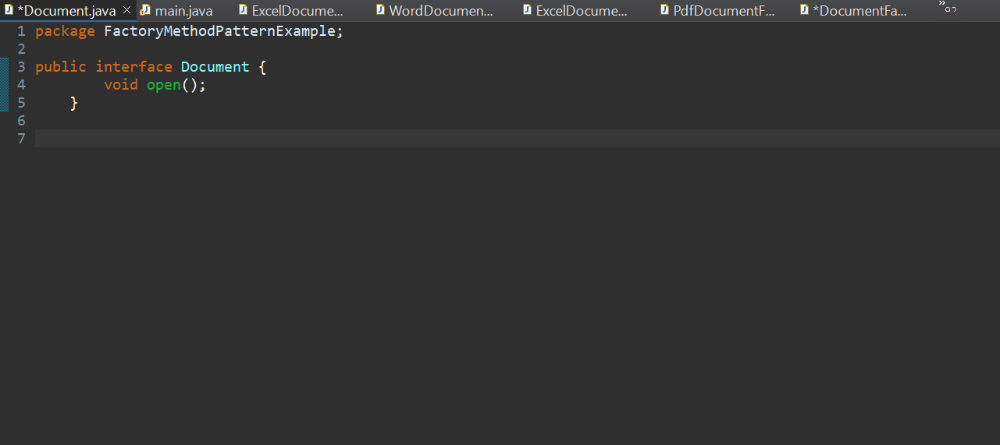 *Document.java main.java ExcelDocume... WordDocumen... ExcelDocume... PdfDocumentF... *DocumentFa...
1 package FactoryMethodPatternExample;
2
3 public interface Document {
4 void open();
5 }
6
7